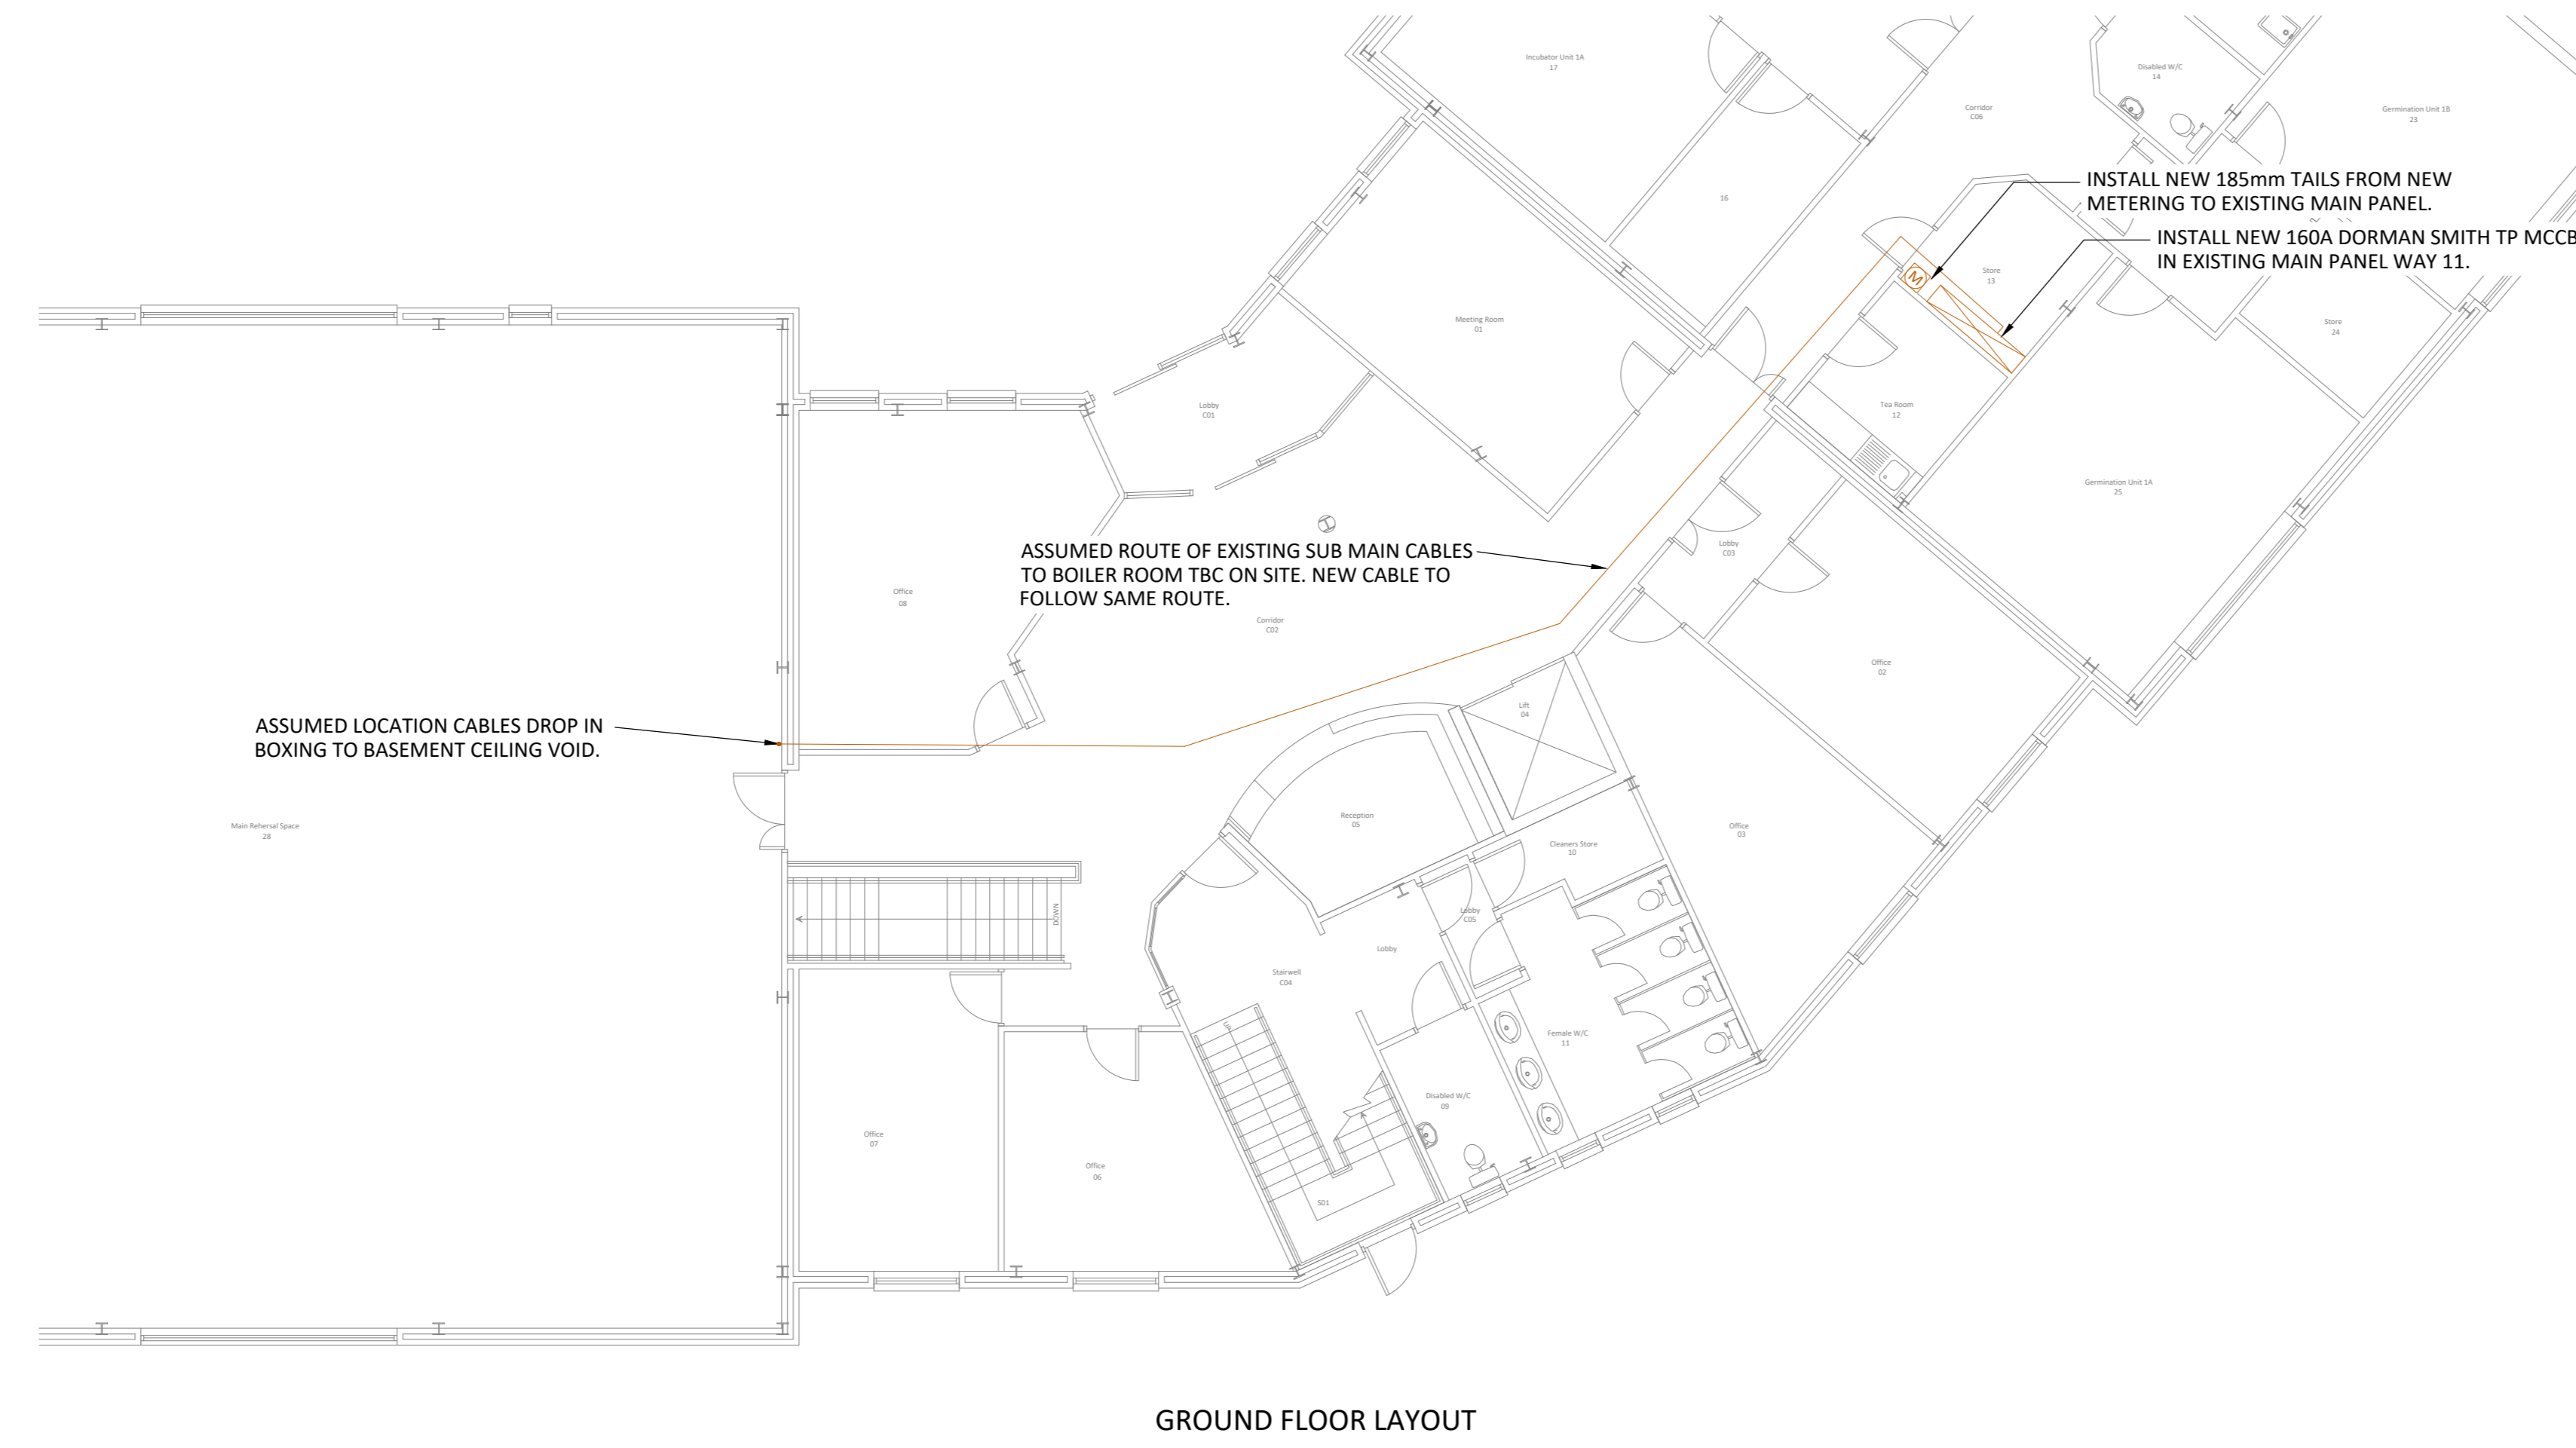 Incubator Unit 1A
17
Disabled W/C
14
Corridor
C06
Germination Unit 1B
23
INSTALL NEW 185mm TAILS FROM NEW
METERING TO EXISTING MAIN PANEL.
16
INSTALL NEW 160A DORMAN SMITH TP MCCB
IN EXISTING MAIN PANEL WAY 11.
Store
13
M
Meeting Room
01
Store
24
Lobby
C01
Tea Room
12
Germination Unit 1A
25
ASSUMED ROUTE OF EXISTING SUB MAIN CABLES
TO BOILER ROOM TBC ON SITE. NEW CABLE TO
FOLLOW SAME ROUTE.
Lobby
C03
Office
08
Corridor
C02
Office
02
Lift
04
ASSUMED LOCATION CABLES DROP IN
BOXING TO BASEMENT CEILING VOID.
Main Rehersal Space
28
Reception
05
Office
03
Cleaners Store
10
DOWN
Lobby
C05
Lobby
Stairwell
C04
UP
Female W/C
11
Disabled W/C
09
Office
07
Office
06
S01
GROUND FLOOR LAYOUT